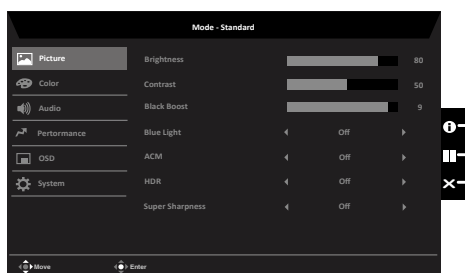 Mode - Standard
Picture
Brightness 80
Color
Contrast 50
Audio
Black Boost 9
Pertormance
Blue Light Off
OSD
ACM Off
System
HDR Off
Super Sharpness Off
Move Enter